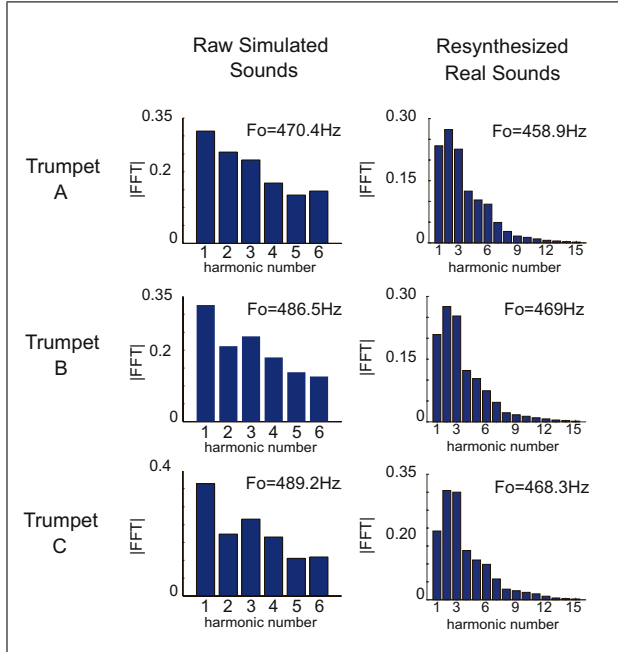 Raw Simulated
Sounds
Resynthesized
Real Sounds
Trumpet
A
|FFT|
0.35
0.2
0
Fo=470.4Hz
1 2 3 4 5 6
harmonic number
|FFT|
0.30
0.15
0
Fo=458.9Hz
1 3 6 9 12 15
harmonic number
Trumpet
B
|FFT|
0.35
0.2
0
Fo=486.5Hz
1 2 3 4 5 6
harmonic number
|FFT|
0.30
0.15
0
Fo=469Hz
1 3 6 9 12 15
harmonic number
Trumpet
C
|FFT|
0.4
0
Fo=489.2Hz
1 2 3 4 5 6
harmonic number
|FFT|
0.35
0.20
0
Fo=468.3Hz
1 3 6 9 12 15
harmonic number